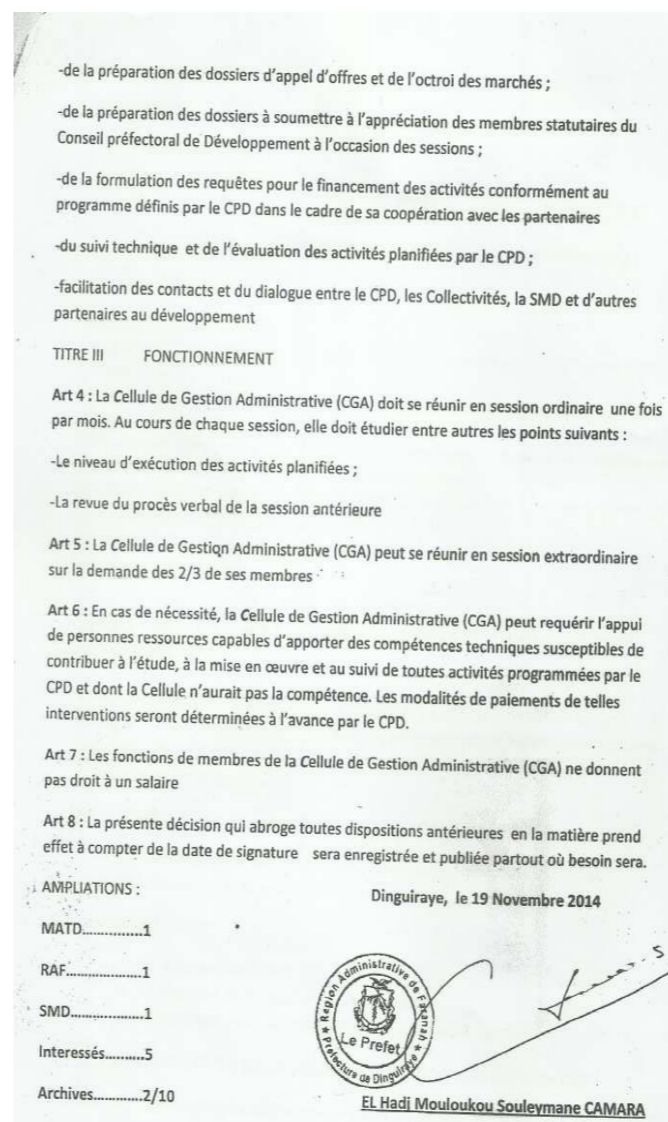 -de la préparation des dossiers d'appel d'offres et de l'octroi des marchés ;
-de la préparation des dossiers à soumettre à l'appréciation des membres statutaires du
Conseil préfectoral de Développement à l'occasion des sessions ;
-de la formulation des requêtes pour le financement des activités conformément au
programme définis par le CPD dans le cadre de sa coopération avec les partenaires
-du suivi technique et de l'évaluation des activités planifiées par le CPD ;
-facilitation des contacts et du dialogue entre le CPD, les Collectivités, la SMD et d'autres
partenaires au développement
TITRE III FONCTIONNEMENT
Art 4 : La Cellule de Gestion Administrative (CGA) doit se réunir en session ordinaire une fois
par mois. Au cours de chaque session, elle doit étudier entre autres les points suivants :
-Le niveau d'exécution des activités planifiées ;
-La revue du procès verbal de la session antérieure
Art 5 : La Cellule de Gestion Administrative (CGA) peut se réunir en session extraordinaire
sur la demande des 2/3 de ses membres
Art 6 : En cas de nécessité, la Cellule de Gestion Administrative (CGA) peut requérir l'appui
de personnes ressources capables d'apporter des compétences techniques susceptibles de
contribuer à l'étude, à la mise en œuvre et au suivi de toutes activités programmées par le
CPD et dont la Cellule n'aurait pas la compétence. Les modalités de paiements de telles
interventions seront déterminées à l'avance par le CPD.
Art 7 : Les fonctions de membres de la Cellule de Gestion Administrative (CGA) ne donnent
pas droit à un salaire
Art 8 : La présente décision qui abroge toutes dispositions antérieures en la matière prend
effet à compter de la date de signature sera enregistrée et publiée partout où besoin sera.
AMPLIATIONS :
Dinguiraye, le 19 Novembre 2014
MATD...............1
RAF.....................1
SMD....................1
Interessés..........5
Archives.............2/10
Région Administrative de Faranah
Le Prefet
Prefecture de Dinguiraye
EL Hadj Mouloukou Souleymane CAMARA